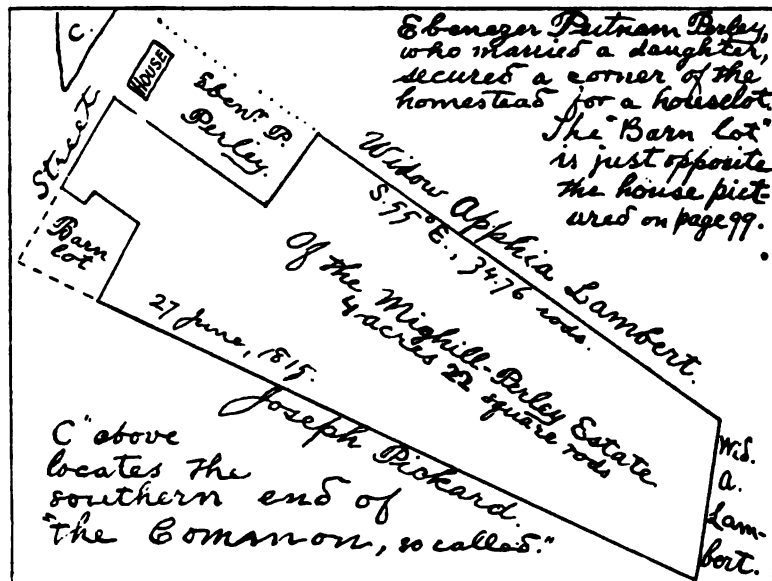 C.
Ebenezer Putnam Perley,
who married a daughter,
secured a corner of the
homestead for a houselot.
The "Barn lot"
is just opposite
the house pict-
ured on page 99.
HOUSE
Eben.r P.
Perley.
Street
Barn
lot
Widow Apphia Lambert.
S. 55° E., 34.76 rods.
Of the Mighill-Perley Estate
4 acres 22 square rods
27 June, 1815.
Joseph Pickard.
Wid.
A.
Lam-
bert.
C" above
locates the
southern end of
"the Common, so called."